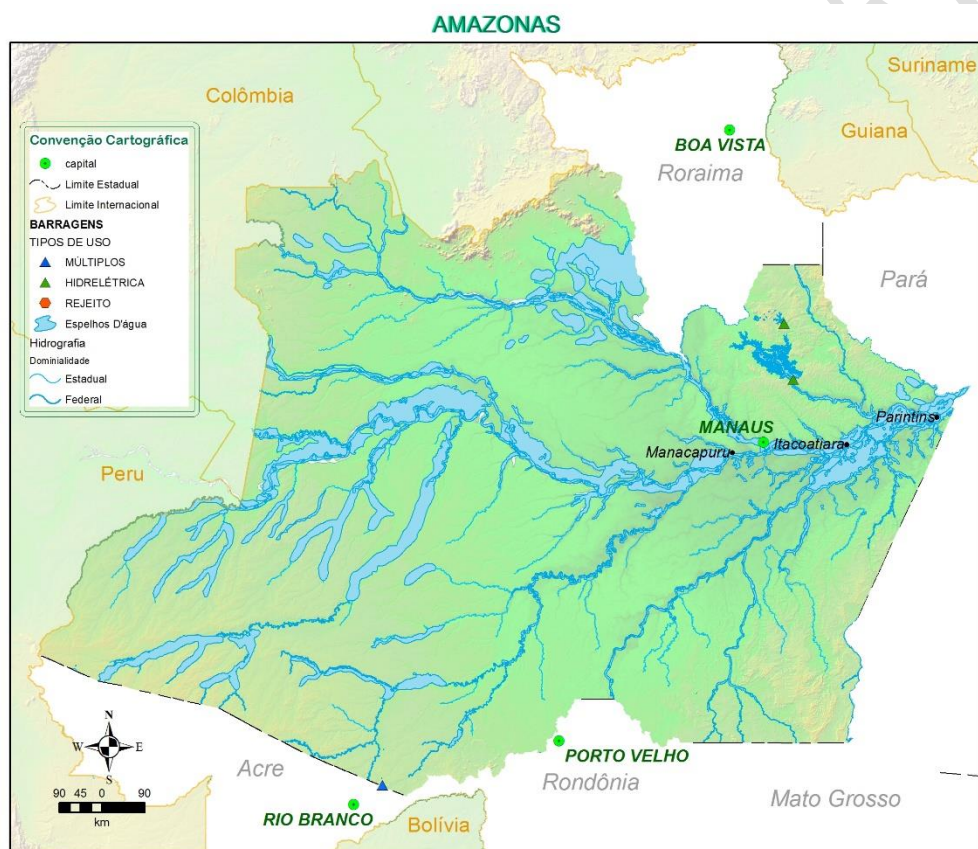 AMAZONAS
Colômbia
Suriname
Guiana
BOA VISTA
Roraima
Convenção Cartográfica
capital
Limite Estadual
Limite Internacional
BARRAGENS
TIPOS DE USO
MÚLTIPLOS
HIDRELÉTRICA
REJEITO
Espelhos D'água
Hidrografia
Dominialidade
Estadual
Federal
Pará
Parintins
MANAUS
Itacoatiara
Manacapuru
Peru
N
W
E
S
PORTO VELHO
Acre
Rondônia
Mato Grosso
90 45 0 90
km
RIO BRANCO
Bolívia